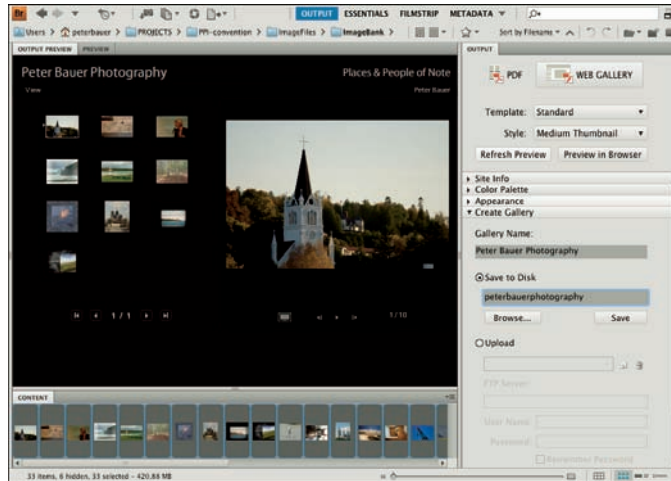 Br OUTPUT ESSENTIALS FILMSTRIP METADATA
Users > peterbauer > PROJECTS > PPI-convention > ImageFiles > ImageBank > Sort by Filename
OUTPUT PREVIEW PREVIEW
Peter Bauer Photography
Places & People of Note
View
Peter Bauer
1 / 1
1 / 10
CONTENT
33 items, 6 hidden, 33 selected - 420.88 MB
OUTPUT
PDF WEB GALLERY
Template: Standard
Style: Medium Thumbnail
Refresh Preview Preview in Browser
Site Info
Color Palette
Appearance
Create Gallery
Gallery Name:
Peter Bauer Photography
Save to Disk
peterbauerphotography
Browse... Save
Upload
FTP Server:
User Name:
Password:
Remember Password